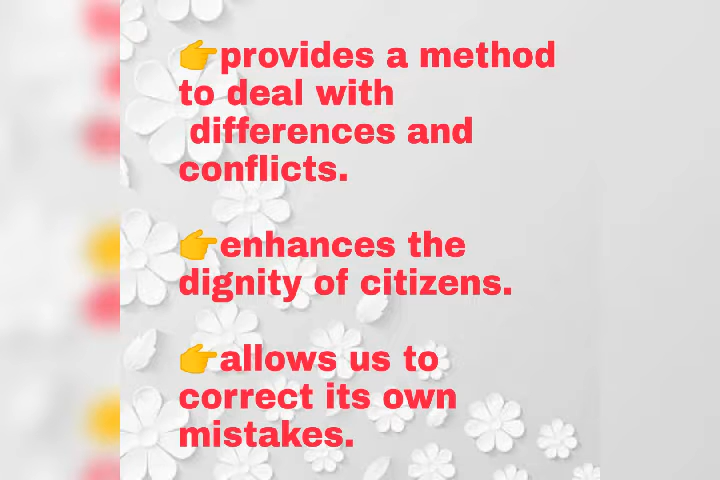 👉provides a method
to deal with
differences and
conflicts.
👉enhances the
dignity of citizens.
👉allows us to
correct its own
mistakes.